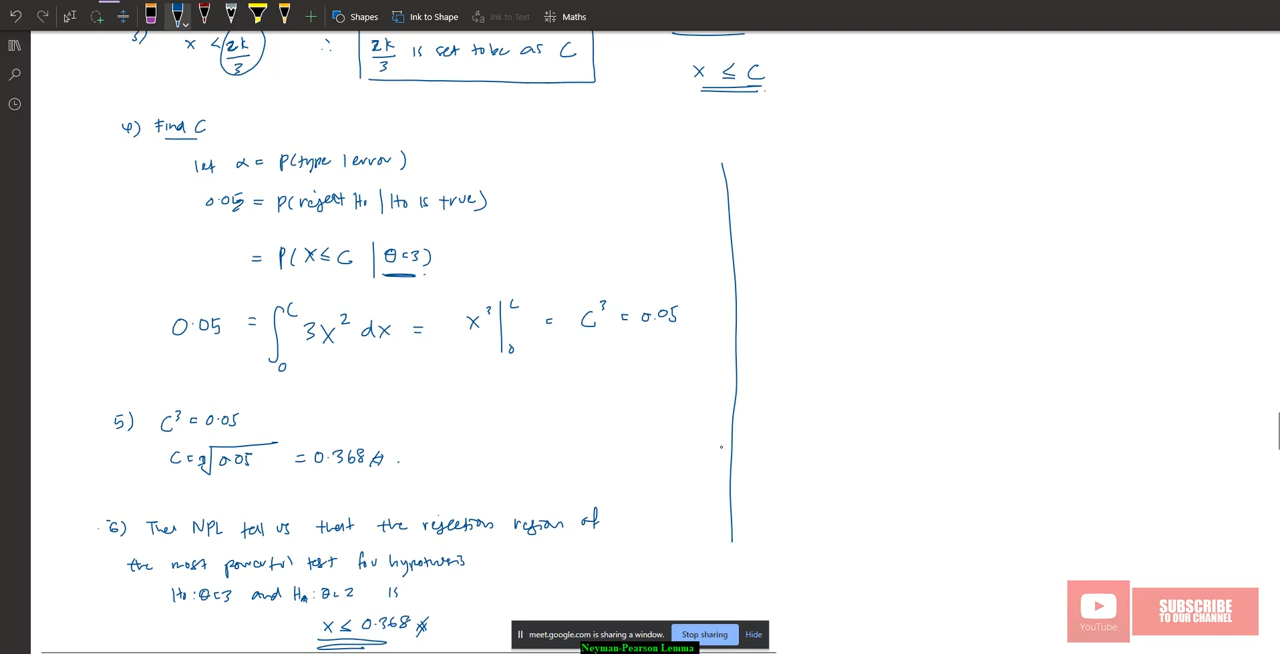 Shapes Ink to Shape Ink to Text Maths
3) x < 2k/3 ∴ 2k/3 is set to be as C
x ≤ C
4) Find C
let α = P(type 1 error)
0.05 = P(reject H0 | H0 is true)
= P(X ≤ C | θ=3)
0.05 = ∫₀^C 3x² dx = x³ |₀^C = C³ = 0.05
5) C³ = 0.05
C = ∛0.05 = 0.368 #.
6) The NPL tell us that the rejection region of
the most powerful test for hypothesis
H0: θ=3 and HA: θ=2 is
x ≤ 0.368 #
meet.google.com is sharing a window. Stop sharing Hide
Neyman-Pearson Lemma
YouTube
SUBSCRIBE
TO OUR CHANNEL